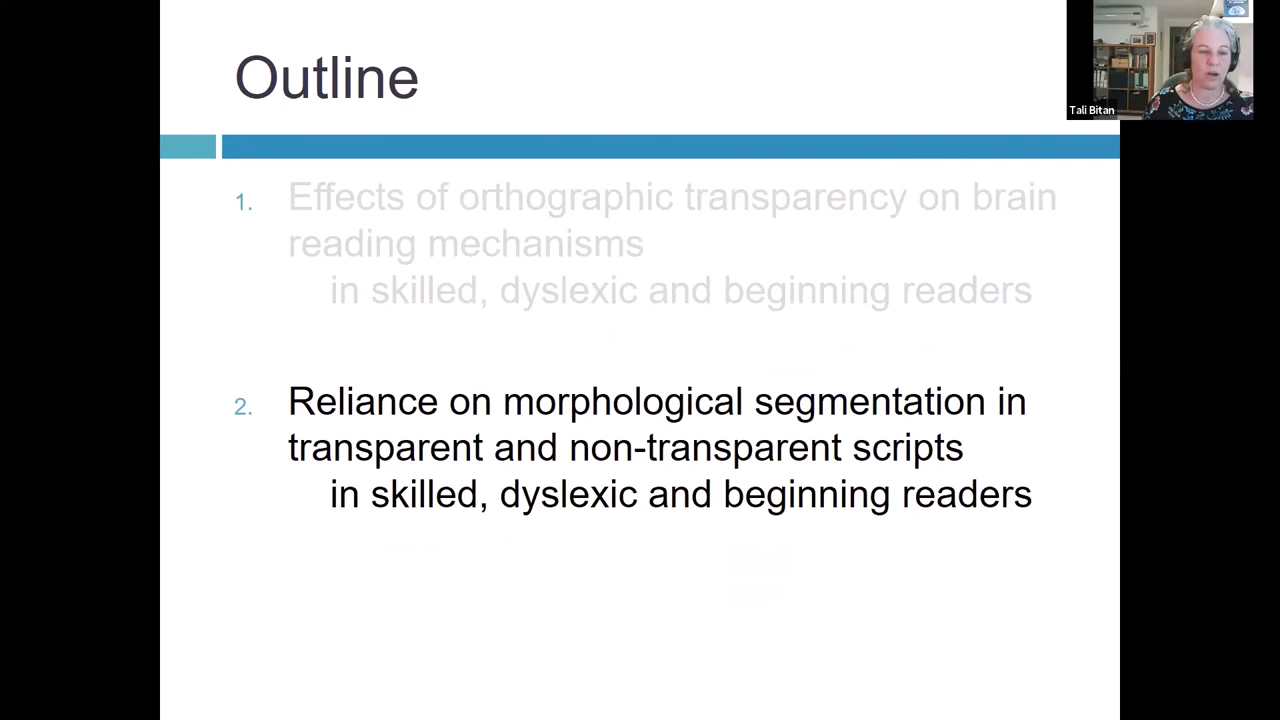 Outline
Tali Bitan
1. Effects of orthographic transparency on brain
reading mechanisms
in skilled, dyslexic and beginning readers
2. Reliance on morphological segmentation in
transparent and non-transparent scripts
in skilled, dyslexic and beginning readers